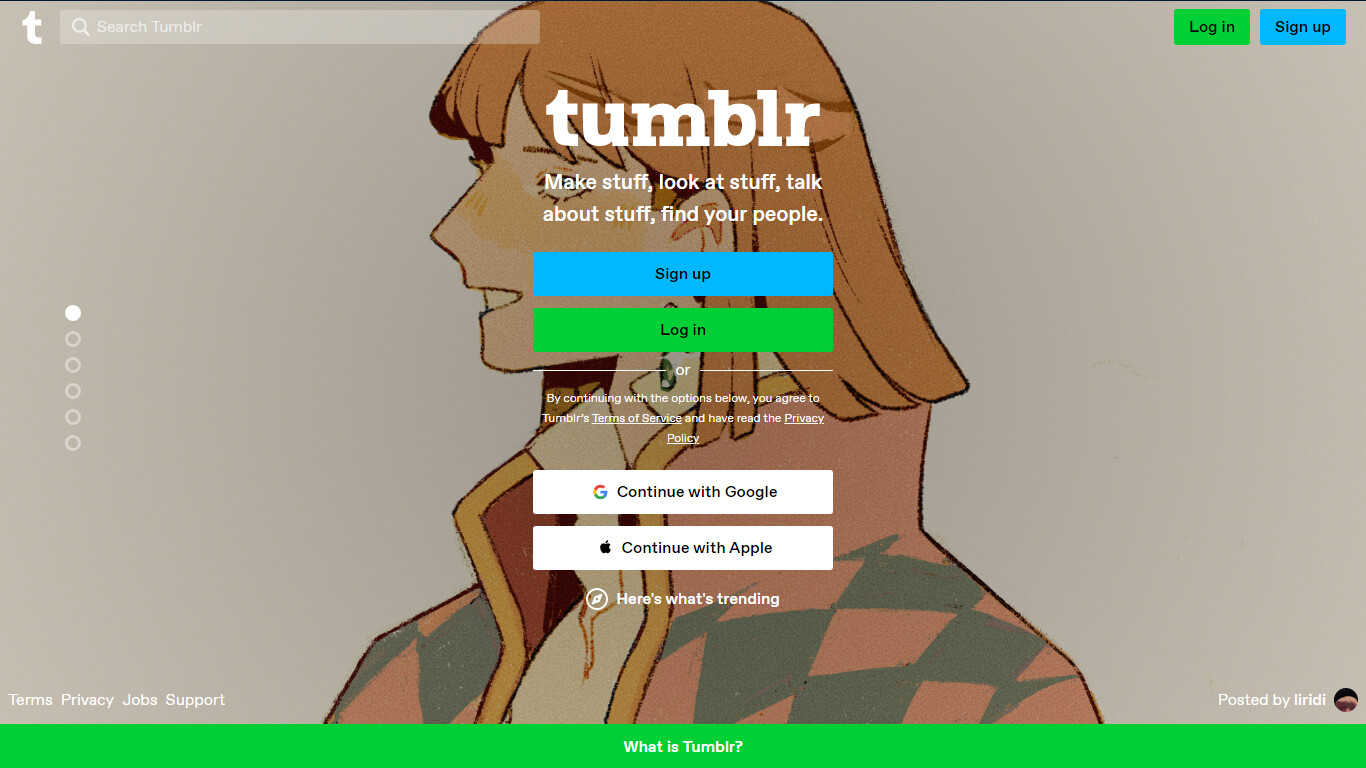 t
Search Tumblr
Log in
Sign up
tumblr
Make stuff, look at stuff, talk
about stuff, find your people.
Sign up
Log in
or
By continuing with the options below, you agree to
Tumblr's Terms of Service and have read the Privacy
Policy
Continue with Google
Continue with Apple
Here's what's trending
Terms Privacy Jobs Support
Posted by liridi
What is Tumblr?